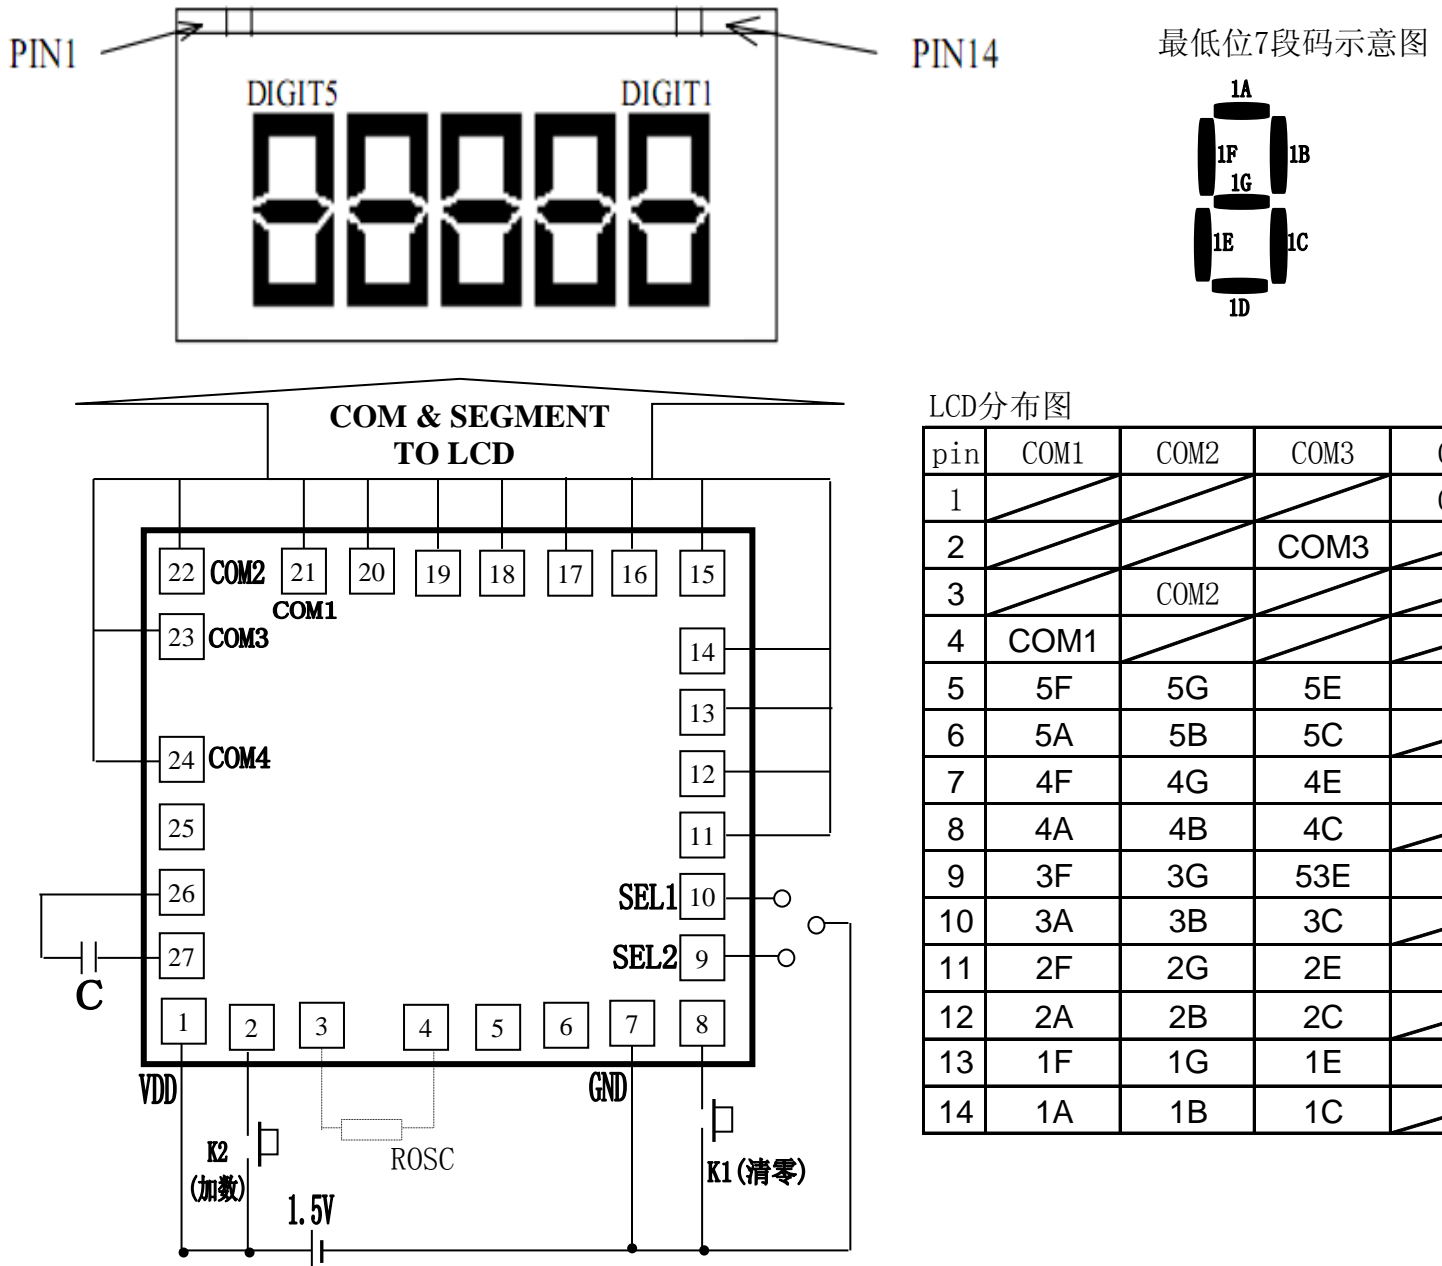 PIN1
PIN14
最低位7段码示意图
DIGIT5 DIGIT1
1A
1F 1B
1G
1E 1C
1D
COM & SEGMENT
TO LCD
22 COM2 21 20 19 18 17 16 15
COM1
23 COM3
14
13
24 COM4
12
25
11
26
SEL1 10
27
SEL2 9
C
1 2 3 4 5 6 7 8
VDD
GND
K2
(加数)
ROSC
K1(清零)
1.5V
LCD分布图
pin COM1 COM2 COM3
1
2 COM3
3 COM2
4 COM1
5 5F 5G 5E
6 5A 5B 5C
7 4F 4G 4E
8 4A 4B 4C
9 3F 3G 53E
10 3A 3B 3C
11 2F 2G 2E
12 2A 2B 2C
13 1F 1G 1E
14 1A 1B 1C